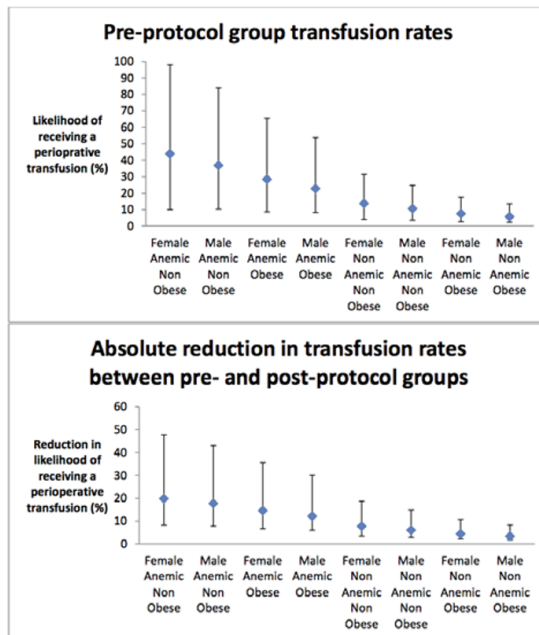 Pre-protocol group transfusion rates
100
90
80
70
60
50
40
30
20
10
0
Likelihood of
receiving a
perioprative
transfusion (%)
Female
Anemic
Non
Obese
Male
Anemic
Non
Obese
Female
Anemic
Obese
Male
Anemic
Obese
Female
Non
Anemic
Non
Obese
Male
Non
Anemic
Non
Obese
Female
Non
Anemic
Obese
Male
Non
Anemic
Obese
Absolute reduction in transfusion rates
between pre- and post-protocol groups
60
50
40
30
20
10
0
Reduction in
likelihood of
receiving a
perioperative
transfusion (%)
Female
Anemic
Non
Obese
Male
Anemic
Non
Obese
Female
Anemic
Obese
Male
Anemic
Obese
Female
Non
Anemic
Non
Obese
Male
Non
Anemic
Non
Obese
Female
Non
Anemic
Obese
Male
Non
Anemic
Obese